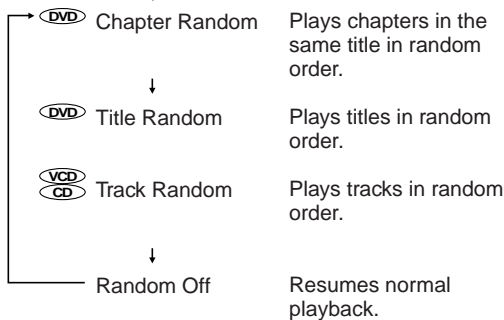 DVD Chapter Random Plays chapters in the
same title in random
order.
DVD Title Random Plays titles in random
order.
VCD
CD Track Random Plays tracks in random
order.
Random Off Resumes normal
playback.